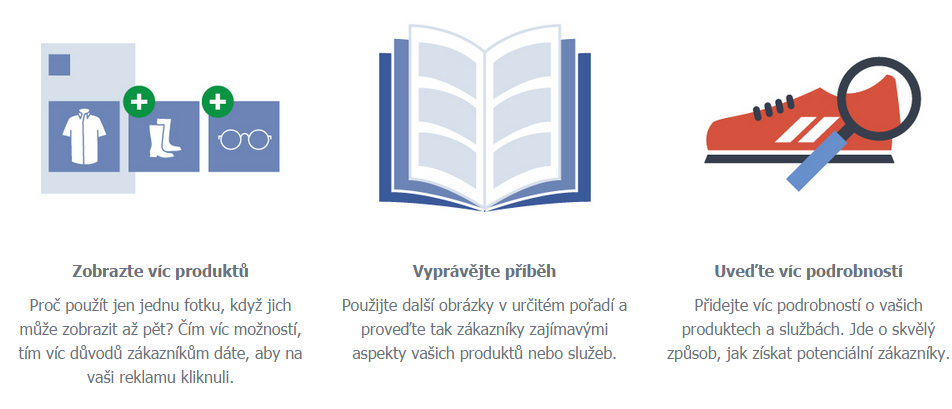 Zobrazte víc produktů
Proč použít jen jednu fotku, když jich
může zobrazit až pět? Čím víc možností,
tím víc důvodů zákazníkům dáte, aby na
vaši reklamu kliknuli.
Vyprávějte příběh
Použijte další obrázky v určitém pořadí a
proveďte tak zákazníky zajímavými
aspekty vašich produktů nebo služeb.
Uveďte víc podrobností
Přidejte víc podrobností o vašich
produktech a službách. Jde o skvělý
způsob, jak získat potenciální zákazníky.